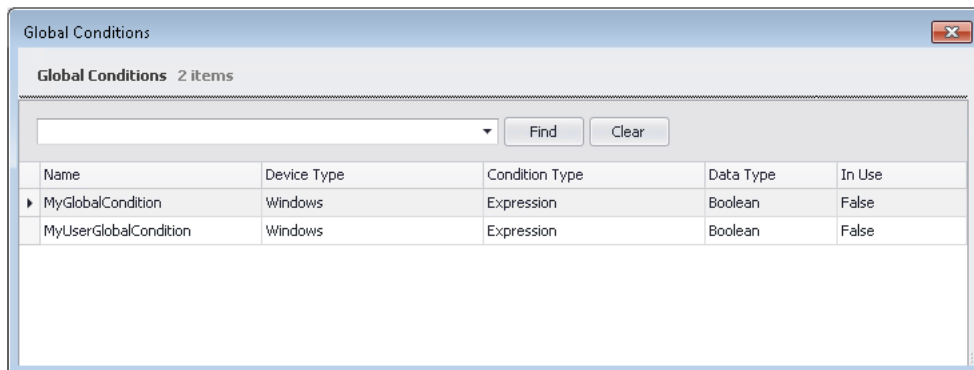 Global Conditions
Global Conditions 2 items
Find Clear
Name Device Type Condition Type Data Type In Use
MyGlobalCondition Windows Expression Boolean False
MyUserGlobalCondition Windows Expression Boolean False